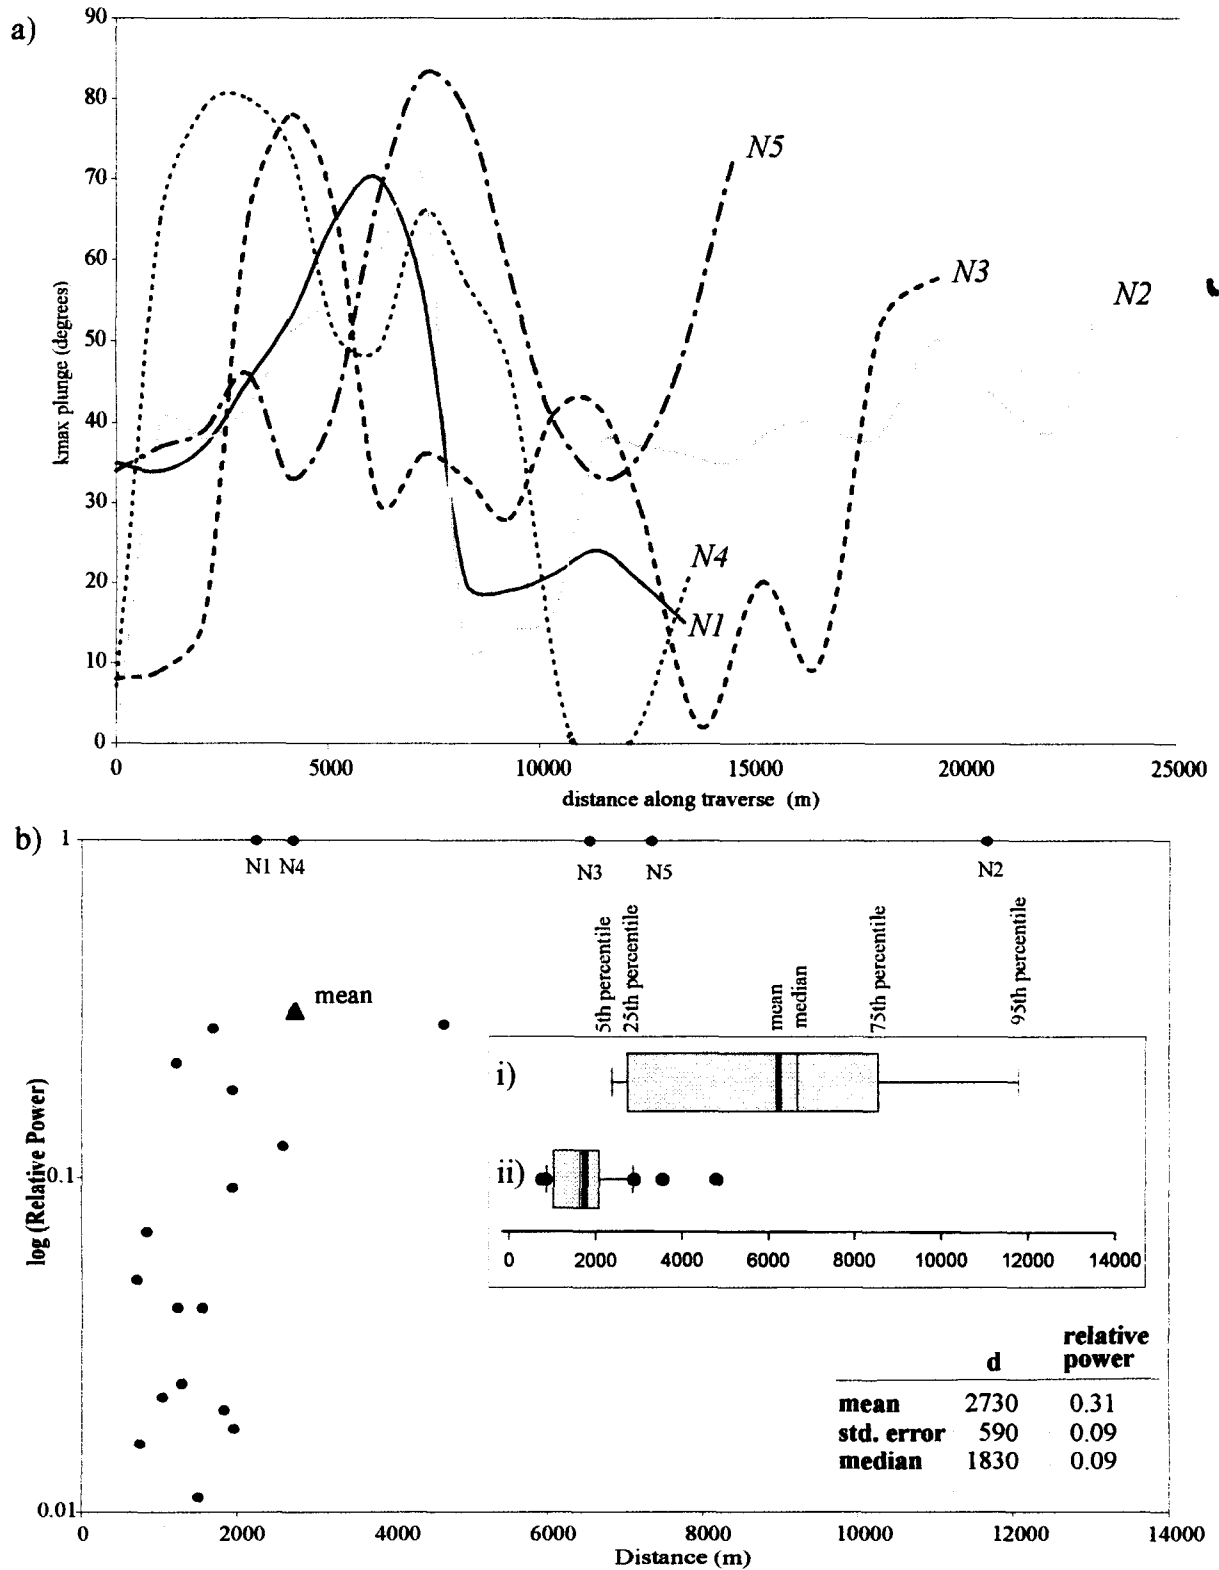 a)
90
80
70
60
50
40
30
20
10
0
kmax plunge (degrees)
N5
N3
N2
N4
N1
0 5000 10000 15000 20000 25000
distance along traverse (m)
b)
1
0.1
0.01
log (Relative Power)
N1 N4 N3 N5 N2
mean
5th percentile
25th percentile
mean
median
75th percentile
95th percentile
i)
ii)
0 2000 4000 6000 8000 10000 12000 14000
relative
d power
mean 2730 0.31
std. error 590 0.09
median 1830 0.09
0 2000 4000 6000 8000 10000 12000 14000
Distance (m)